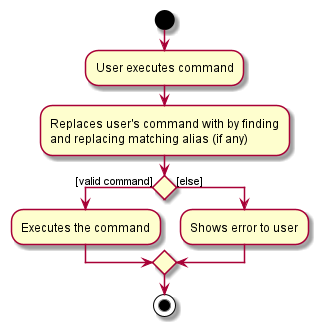 User executes command
Replaces user's command with by finding
and replacing matching alias (if any)
[valid command]
[else]
Executes the command
Shows error to user